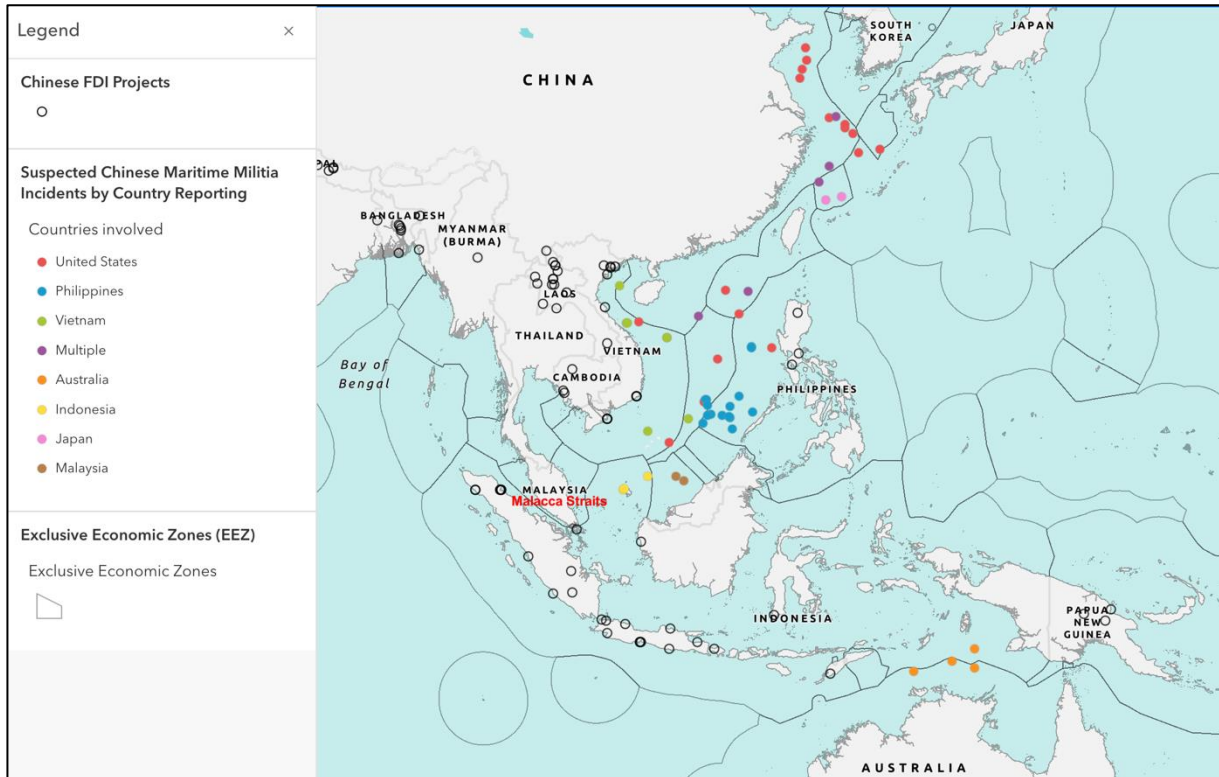 Legend
×
Chinese FDI Projects
Suspected Chinese Maritime Militia
Incidents by Country Reporting
Countries involved
United States
Philippines
Vietnam
Multiple
Australia
Indonesia
Japan
Malaysia
Exclusive Economic Zones (EEZ)
Exclusive Economic Zones
SOUTH
KOREA
JAPAN
CHINA
BANGLADESH
MYANMAR
(BURMA)
LAOS
THAILAND
VIETNAM
Bay of
Bengal
CAMBODIA
PHILIPPINES
MALAYSIA
Malacca Straits
INDONESIA
PAPUA
NEW
GUINEA
AUSTRALIA